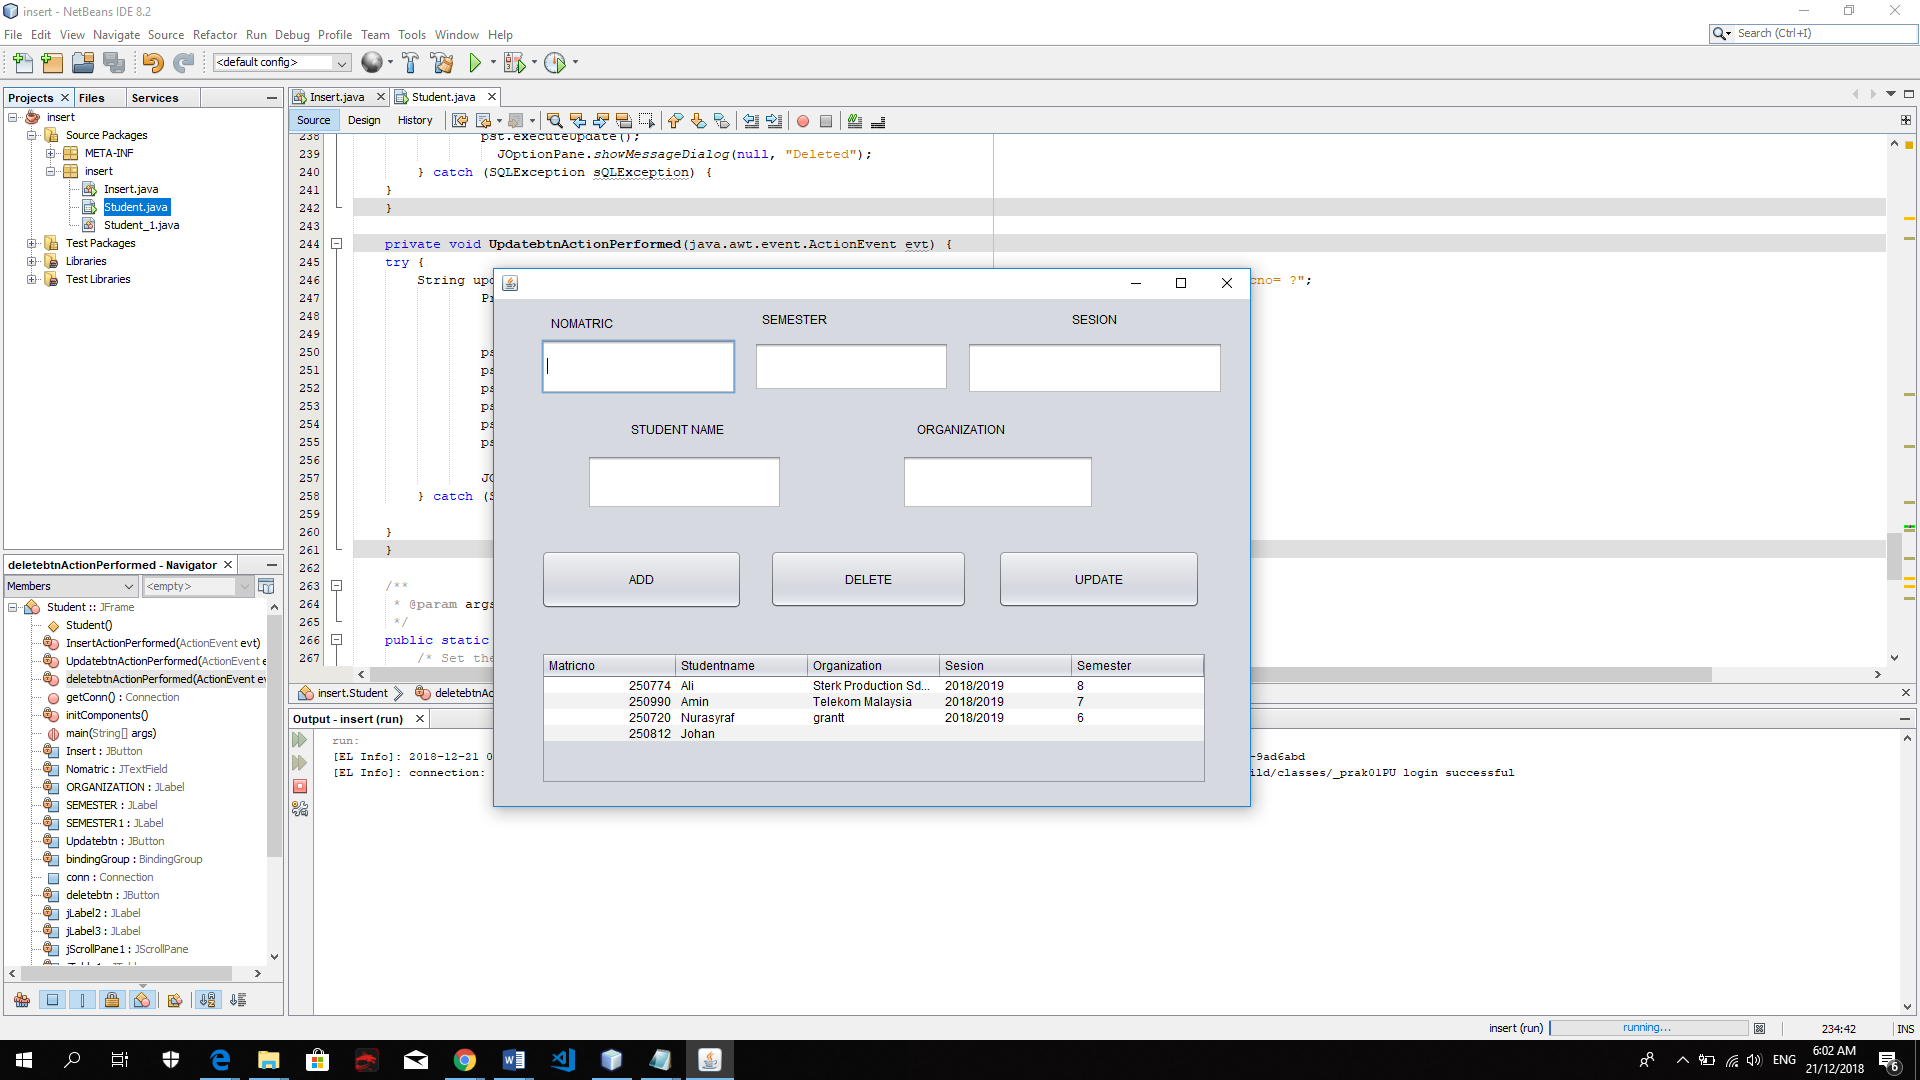 insert - NetBeans IDE 8.2
File Edit View Navigate Source Refactor Run Debug Profile Team Tools Window Help
Search (Ctrl+I)
<default config>
Projects Files Services
insert
Source Packages
META-INF
insert
Insert.java
Student.java
Student_1.java
Test Packages
Libraries
Test Libraries
Insert.java Student.java
Source Design History
238 pst.executeUpdate();
239 JOptionPane.showMessageDialog(null, "Deleted");
240 } catch (SQLException sQLException) {
241 }
242 }
243
244 private void UpdatebtnActionPerformed(java.awt.event.ActionEvent evt) {
245 try {
246 String upd cno= ?";
247 Pr
248
249
250 ps
251 ps
252 ps
253 ps
254 ps
255 ps
256
257 JO
258 } catch (S
259
260 }
261 }
262
263 /**
264 * @param args
265 */
266 public static
267 /* Set the
insert.Student deletebtnAc
NOMATRIC SEMESTER SESION
STUDENT NAME ORGANIZATION
ADD DELETE UPDATE
Matricno Studentname Organization Sesion Semester
250774 Ali Sterk Production Sd... 2018/2019 8
250990 Amin Telekom Malaysia 2018/2019 7
250720 Nurasyraf grantt 2018/2019 6
250812 Johan
deletebtnActionPerformed - Navigator
Members <empty>
Student :: JFrame
Student()
InsertActionPerformed(ActionEvent evt)
UpdatebtnActionPerformed(ActionEvent e
deletebtnActionPerformed(ActionEvent ev
getConn() : Connection
initComponents()
main(String[] args)
Insert : JButton
Nomatric : JTextField
ORGANIZATION : JLabel
SEMESTER : JLabel
SEMESTER1 : JLabel
Updatebtn : JButton
bindingGroup : BindingGroup
conn : Connection
deletebtn : JButton
jLabel2 : JLabel
jLabel3 : JLabel
jScrollPane1 : JScrollPane
Output - insert (run)
run:
[EL Info]: 2018-12-21 0 -9ad6abd
[EL Info]: connection: ild/classes/_prak01PU login successful
insert (run) running... 234:42 INS
ENG 6:02 AM
21/12/2018 6